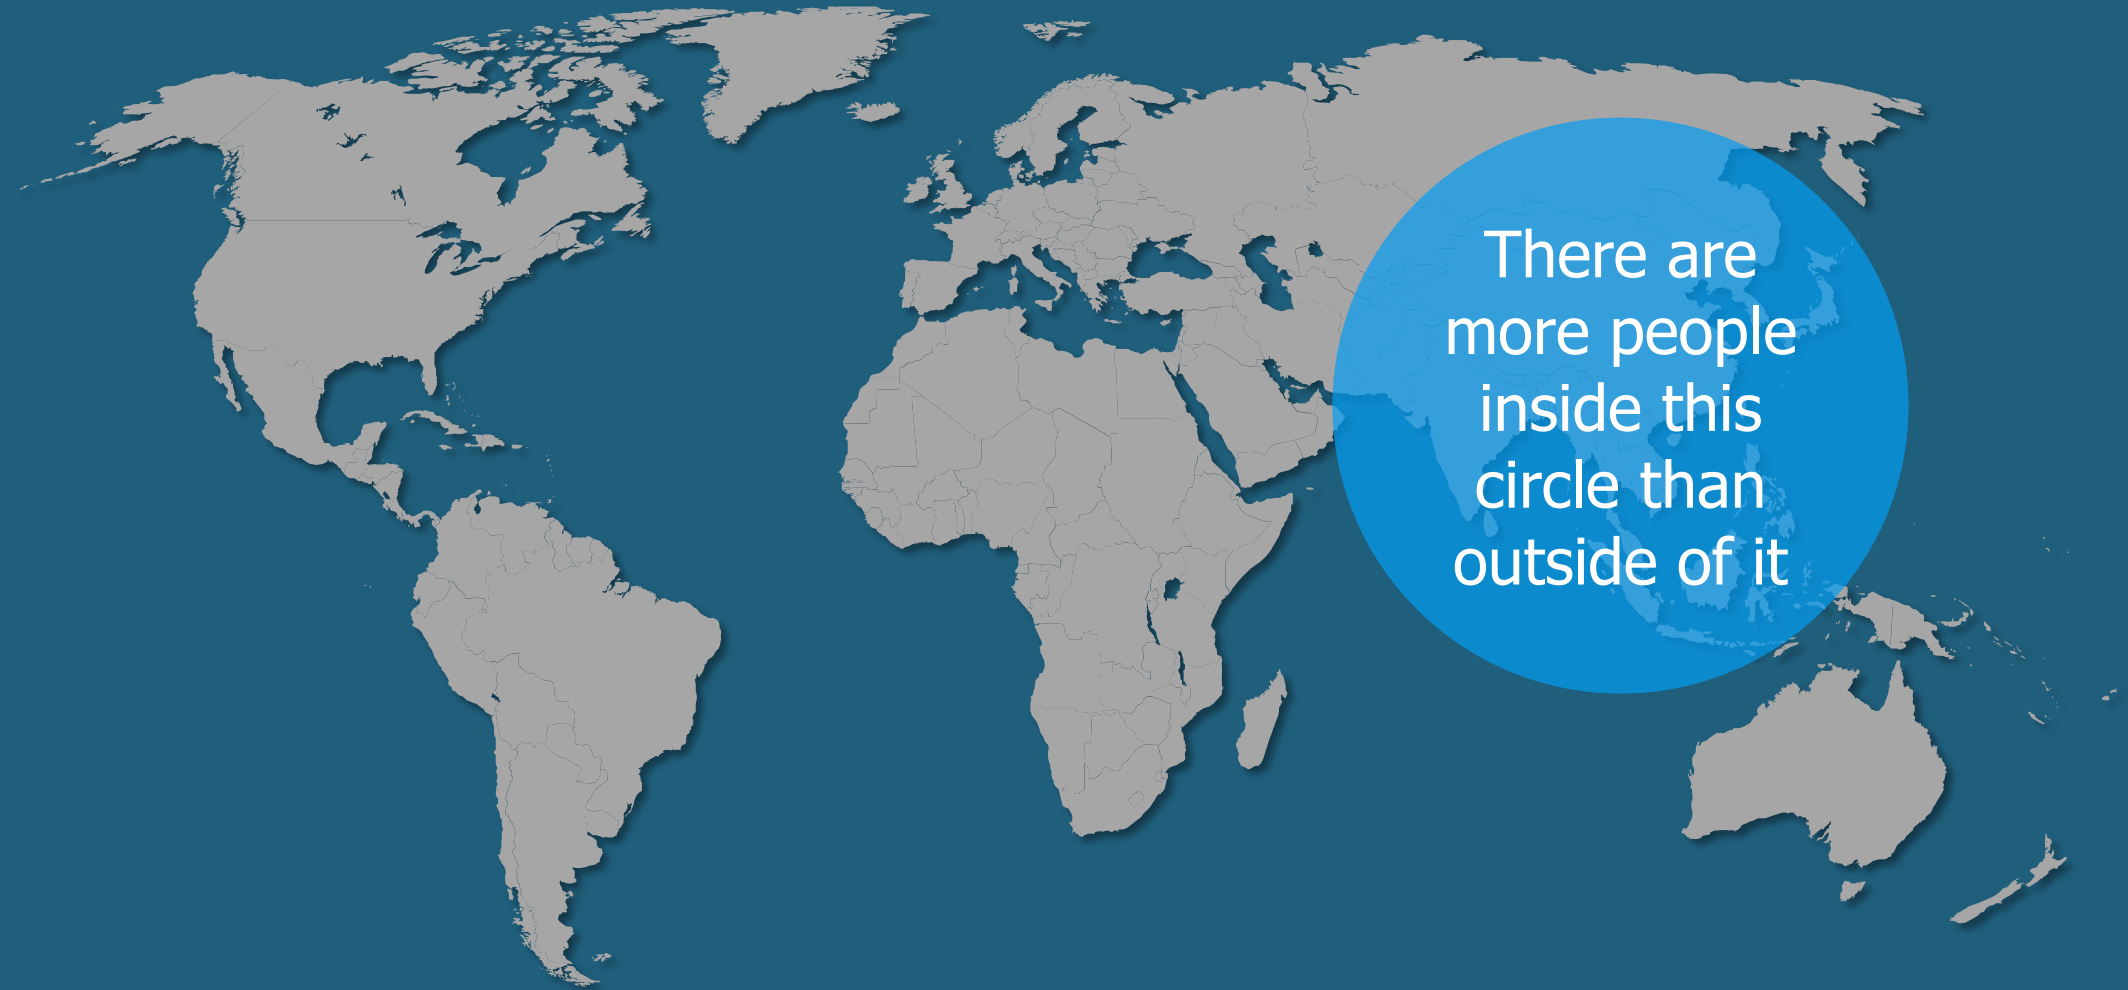 There are
more people
inside this
circle than
outside of it